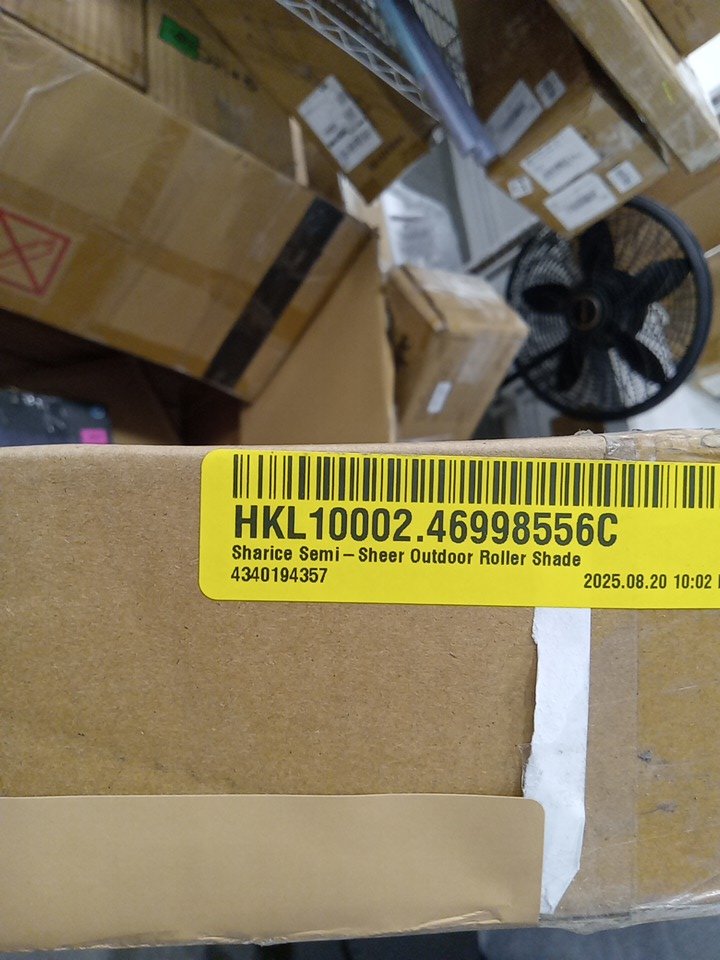 HKL10002.46998556C
Sharice Semi – Sheer Outdoor Roller Shade
4340194357
2025.08.20 10:02